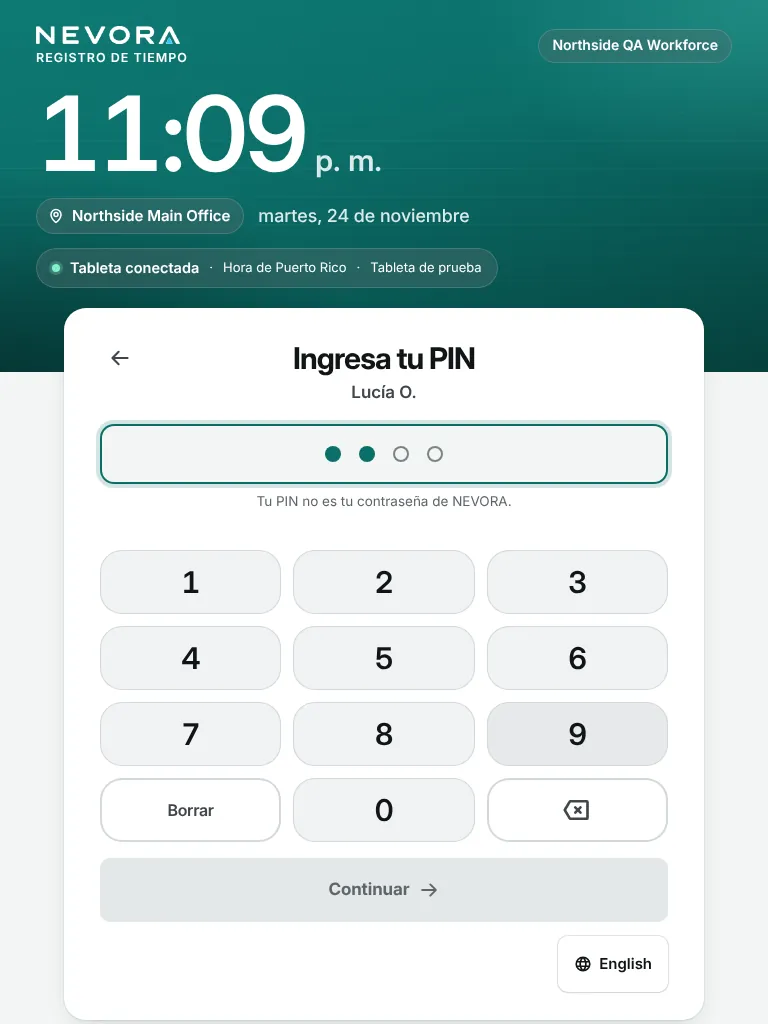 NEVORA
REGISTRO DE TIEMPO
Northside QA Workforce
11:09 p. m.
Northside Main Office
martes, 24 de noviembre
Tableta conectada · Hora de Puerto Rico · Tableta de prueba
Ingresa tu PIN
Lucía O.
Tu PIN no es tu contraseña de NEVORA.
1 2 3
4 5 6
7 8 9
Borrar 0
Continuar →
English